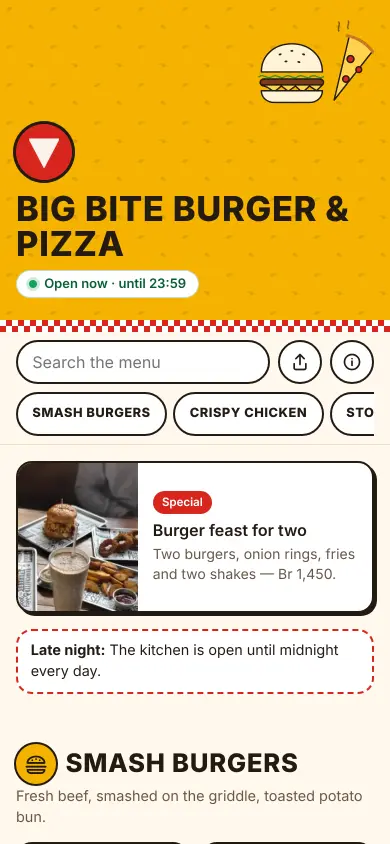 BIG BITE BURGER &
PIZZA
Open now · until 23:59
Search the menu
SMASH BURGERS
CRISPY CHICKEN
STO
Special
Burger feast for two
Two burgers, onion rings, fries
and two shakes — Br 1,450.
Late night: The kitchen is open until midnight
every day.
SMASH BURGERS
Fresh beef, smashed on the griddle, toasted potato
bun.